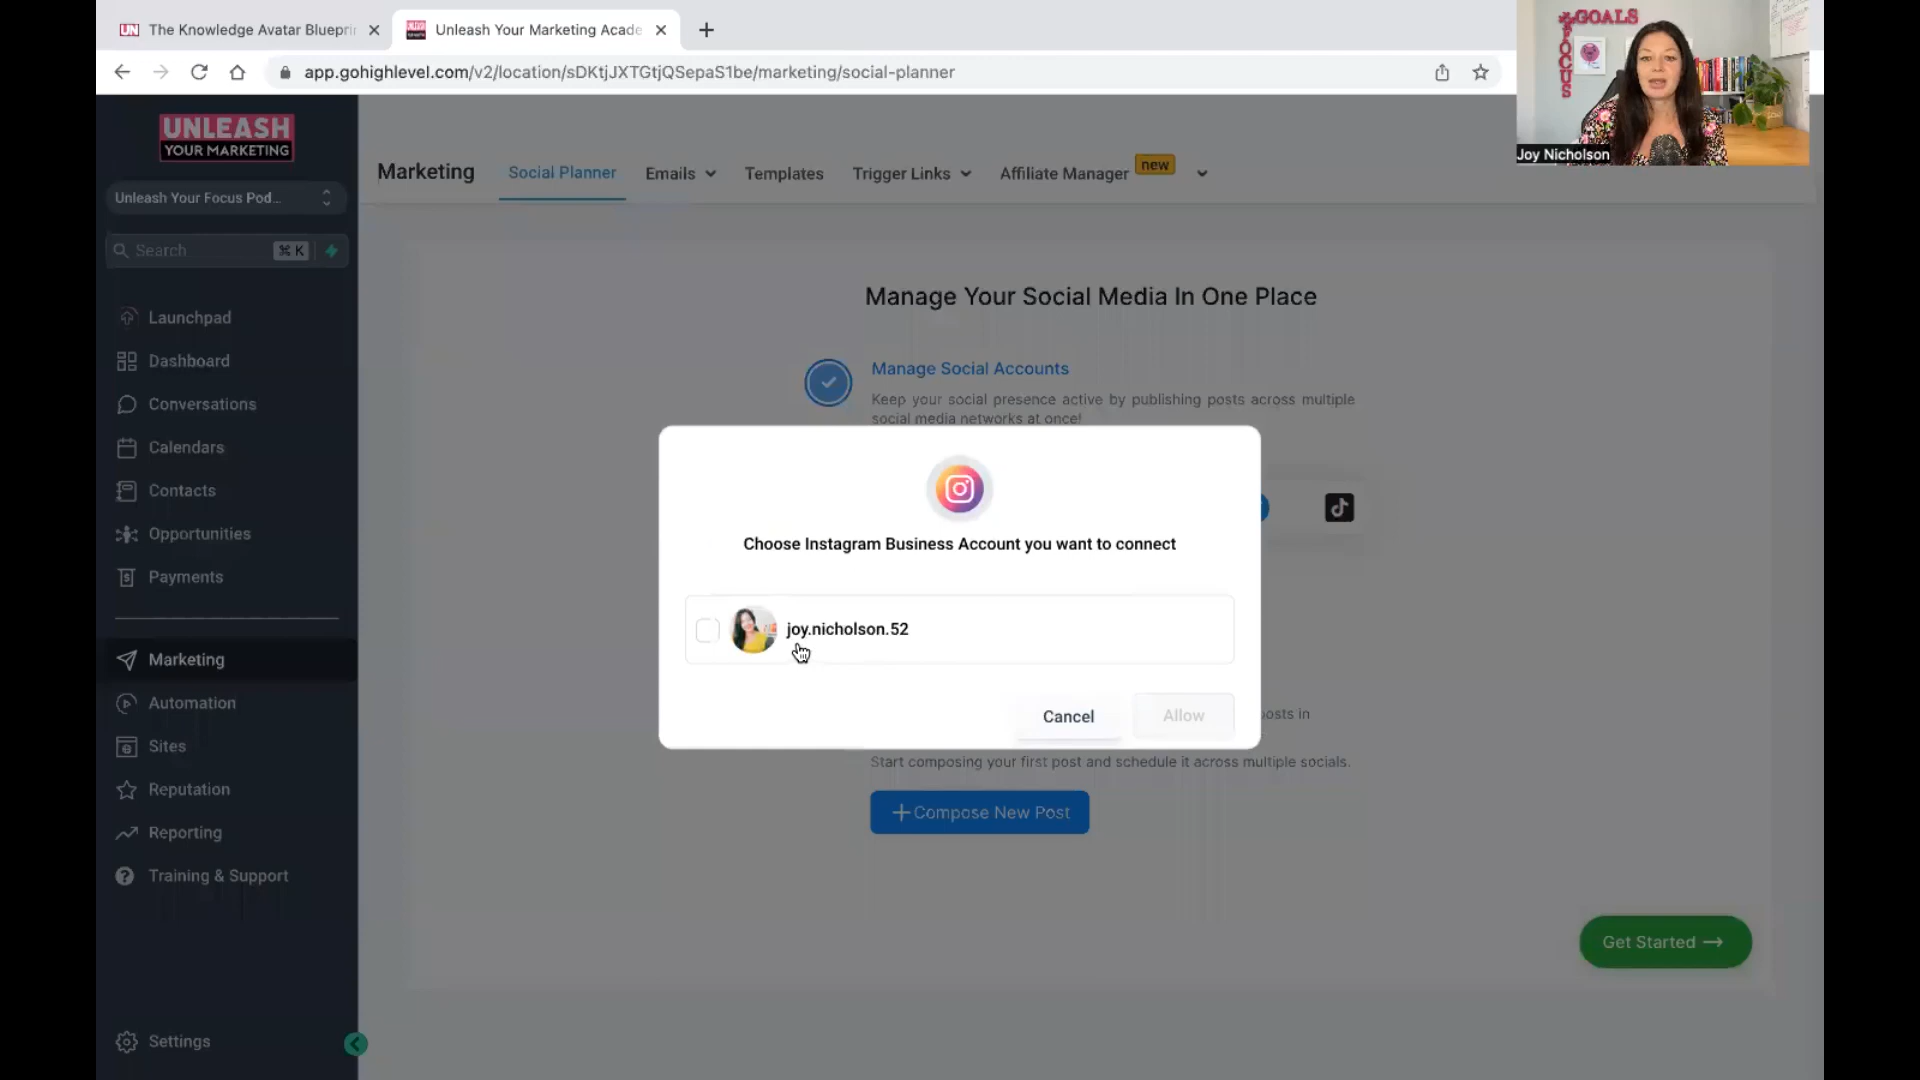 The Knowledge Avatar Blueprin
Unleash Your Marketing Acade
app.gohighlevel.com/v2/location/sDKtjJXTGtjQSepaS1be/marketing/social-planner
GOALS
FOCUS
Joy Nicholson
UNLEASH
YOUR MARKETING
Unleash Your Focus Pod...
Search
⌘ K
Launchpad
Dashboard
Conversations
Calendars
Contacts
Opportunities
Payments
Marketing
Automation
Sites
Reputation
Reporting
Training & Support
Settings
Marketing
Social Planner
Emails
Templates
Trigger Links
Affiliate Manager
new
Manage Your Social Media In One Place
Manage Social Accounts
Keep your social presence active by publishing posts across multiple
social media networks at once!
Choose Instagram Business Account you want to connect
joy.nicholson.52
Cancel
Allow
posts in
Start composing your first post and schedule it across multiple socials.
+ Compose New Post
Get Started →